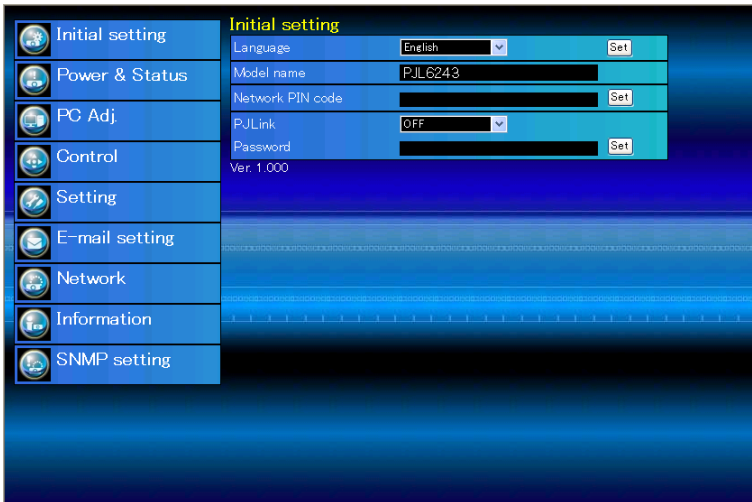 Initial setting
Power & Status
PC Adj.
Control
Setting
E-mail setting
Network
Information
SNMP setting
Initial setting
Language English Set
Model name PJL6243
Network PIN code Set
PJLink OFF
Password Set
Ver. 1.000